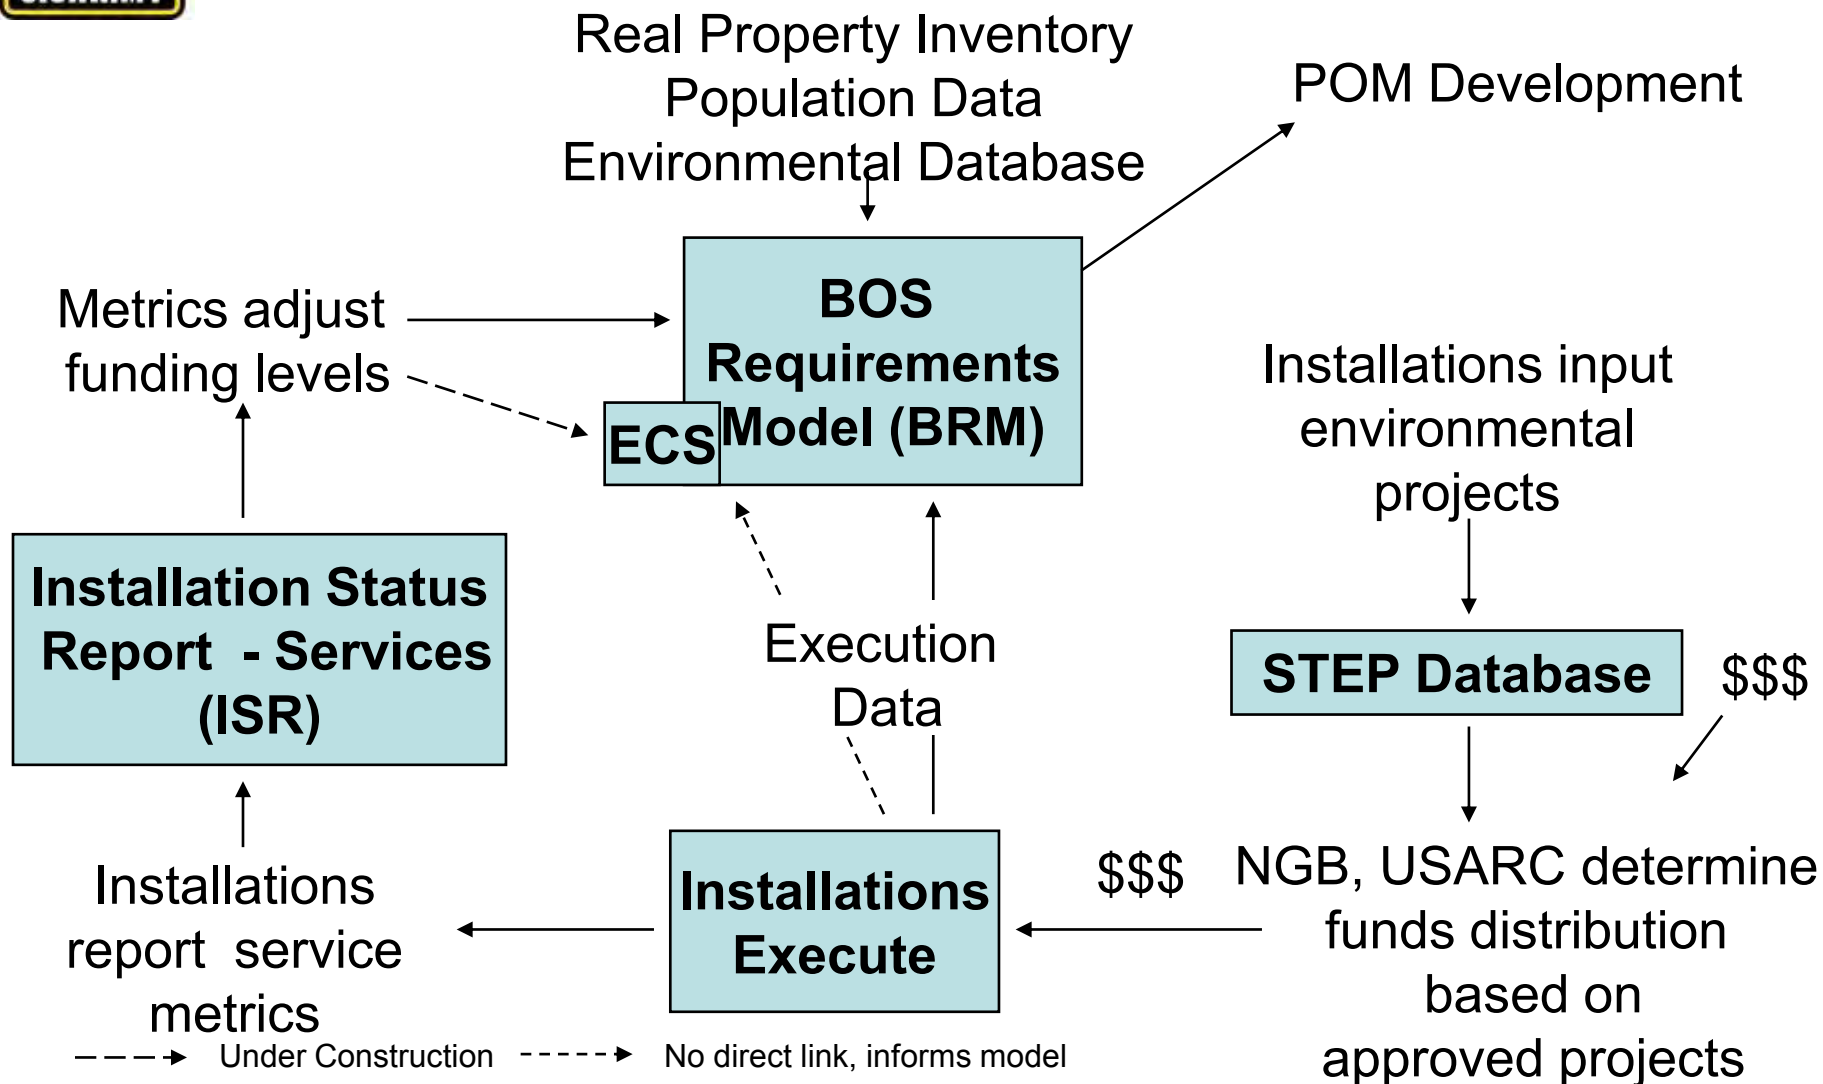 Real Property Inventory
Population Data
Environmental Database
POM Development
Metrics adjust
funding levels
BOS
Requirements
Model (BRM)
ECS
Installations input
environmental
projects
Installation Status
Report - Services
(ISR)
Execution
Data
STEP Database
$$$
Installations
report service
metrics
Installations
Execute
$$$
NGB, USARC determine
funds distribution
based on
approved projects
Under Construction
No direct link, informs model